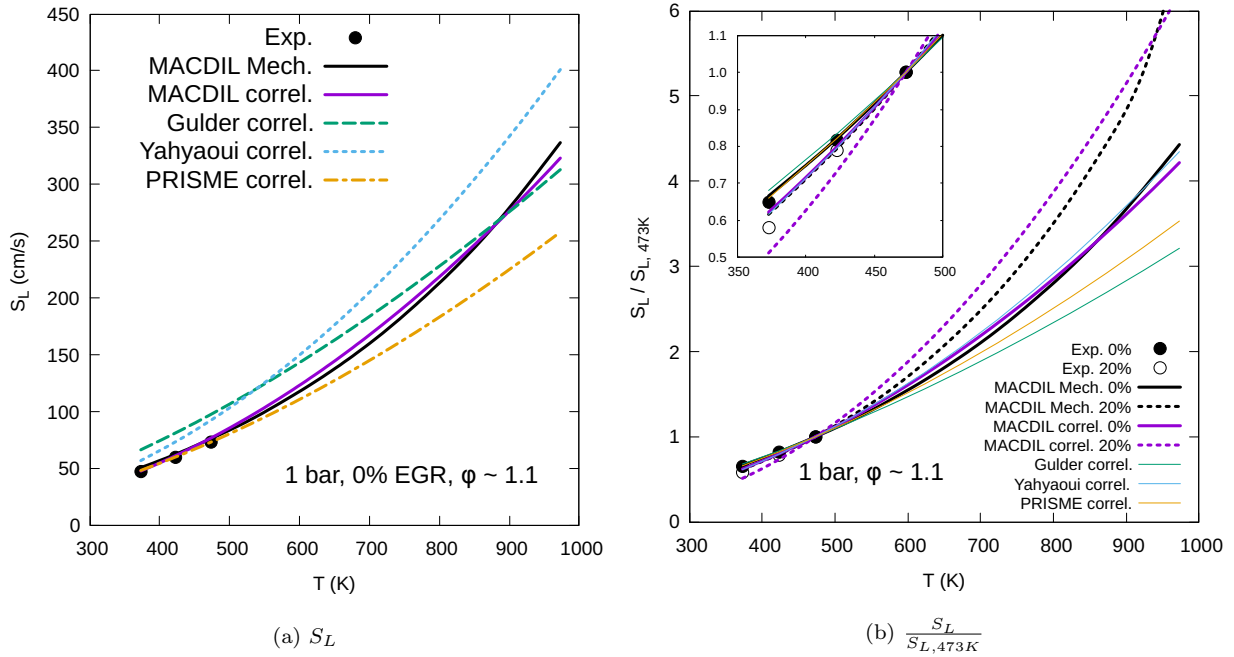 450
400
350
300
250
200
150
100
50
0
300 400 500 600 700 800 900 1000
S_L (cm/s)
T (K)
Exp.
MACDIL Mech.
MACDIL correl.
Gulder correl.
Yahyaoui correl.
PRISME correl.
1 bar, 0% EGR, φ ~ 1.1
(a) S_L
6
5
4
3
2
1
0
300 400 500 600 700 800 900 1000
S_L / S_L, 473K
T (K)
1.1
1.0
0.9
0.8
0.7
0.6
0.5
350 400 450 500
Exp. 0%
Exp. 20%
MACDIL Mech. 0%
MACDIL Mech. 20%
MACDIL correl. 0%
MACDIL correl. 20%
Gulder correl.
Yahyaoui correl.
PRISME correl.
1 bar, φ ~ 1.1
(b) S_L / S_L,473K